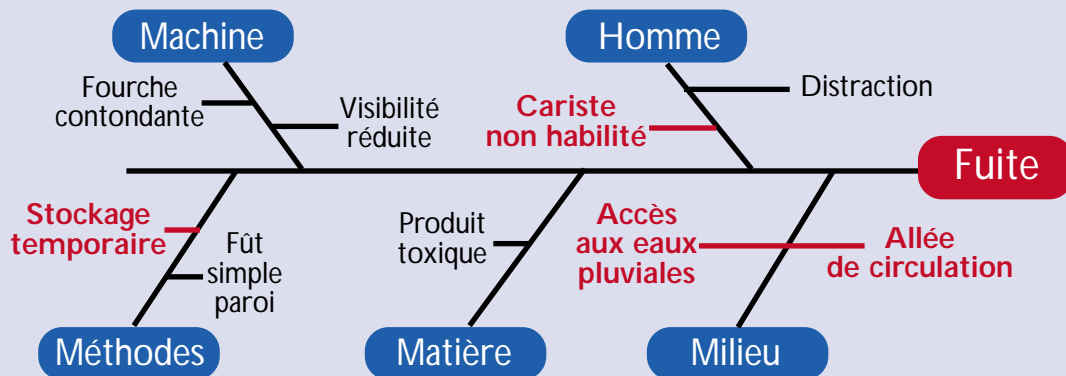 Machine
Homme
Fourche
contondante
Visibilité
réduite
Cariste
non habilité
Distraction
Fuite
Stockage
temporaire
Fût
simple
paroi
Produit
toxique
Accès
aux eaux
pluviales
Allée
de circulation
Méthodes
Matière
Milieu